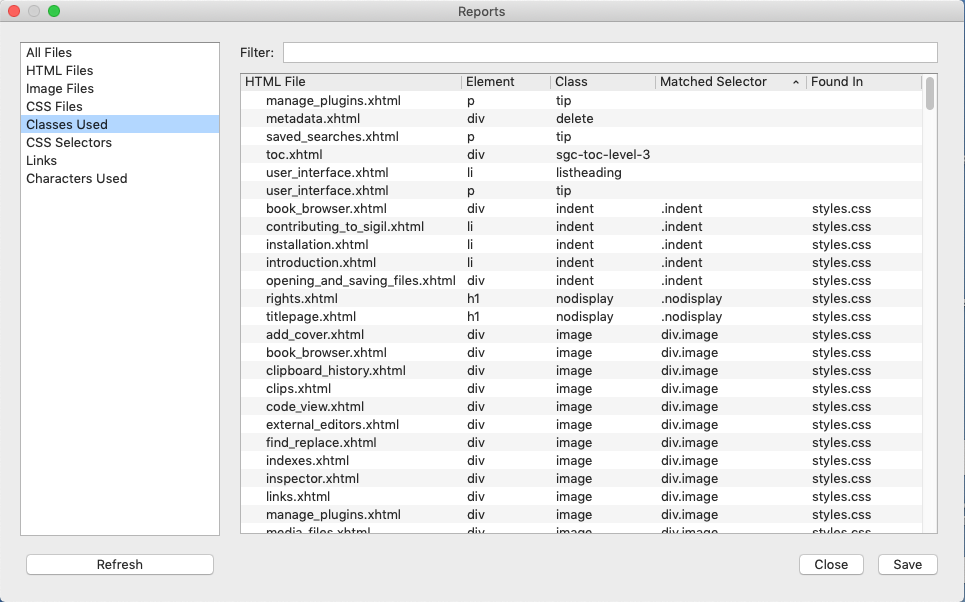 Reports
All Files
HTML Files
Image Files
CSS Files
Classes Used
CSS Selectors
Links
Characters Used
Refresh
Filter:
HTML File Element Class Matched Selector Found In
manage_plugins.xhtml p tip
metadata.xhtml div delete
saved_searches.xhtml p tip
toc.xhtml div sgc-toc-level-3
user_interface.xhtml li listheading
user_interface.xhtml p tip
book_browser.xhtml div indent .indent styles.css
contributing_to_sigil.xhtml li indent .indent styles.css
installation.xhtml li indent .indent styles.css
introduction.xhtml li indent .indent styles.css
opening_and_saving_files.xhtml div indent .indent styles.css
rights.xhtml h1 nodisplay .nodisplay styles.css
titlepage.xhtml h1 nodisplay .nodisplay styles.css
add_cover.xhtml div image div.image styles.css
book_browser.xhtml div image div.image styles.css
clipboard_history.xhtml div image div.image styles.css
clips.xhtml div image div.image styles.css
code_view.xhtml div image div.image styles.css
external_editors.xhtml div image div.image styles.css
find_replace.xhtml div image div.image styles.css
indexes.xhtml div image div.image styles.css
inspector.xhtml div image div.image styles.css
links.xhtml div image div.image styles.css
manage_plugins.xhtml div image div.image styles.css
media_files.xhtml div image div.image styles.css
Close Save